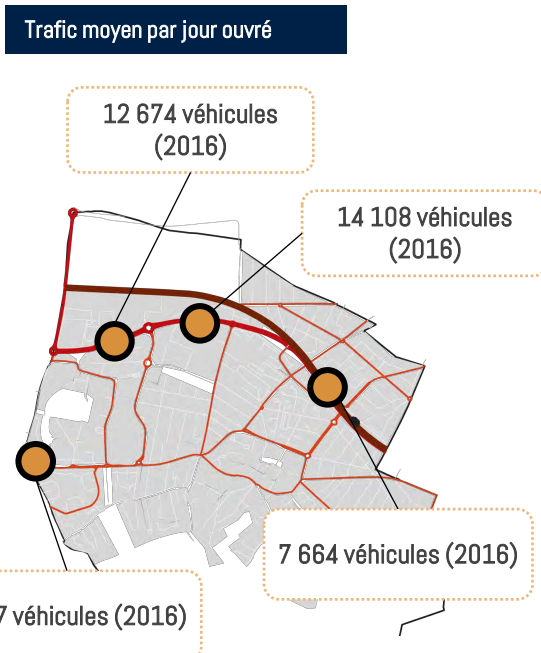 Trafic moyen par jour ouvré
12 674 véhicules
(2016)
14 108 véhicules
(2016)
7 664 véhicules (2016)
7 véhicules (2016)